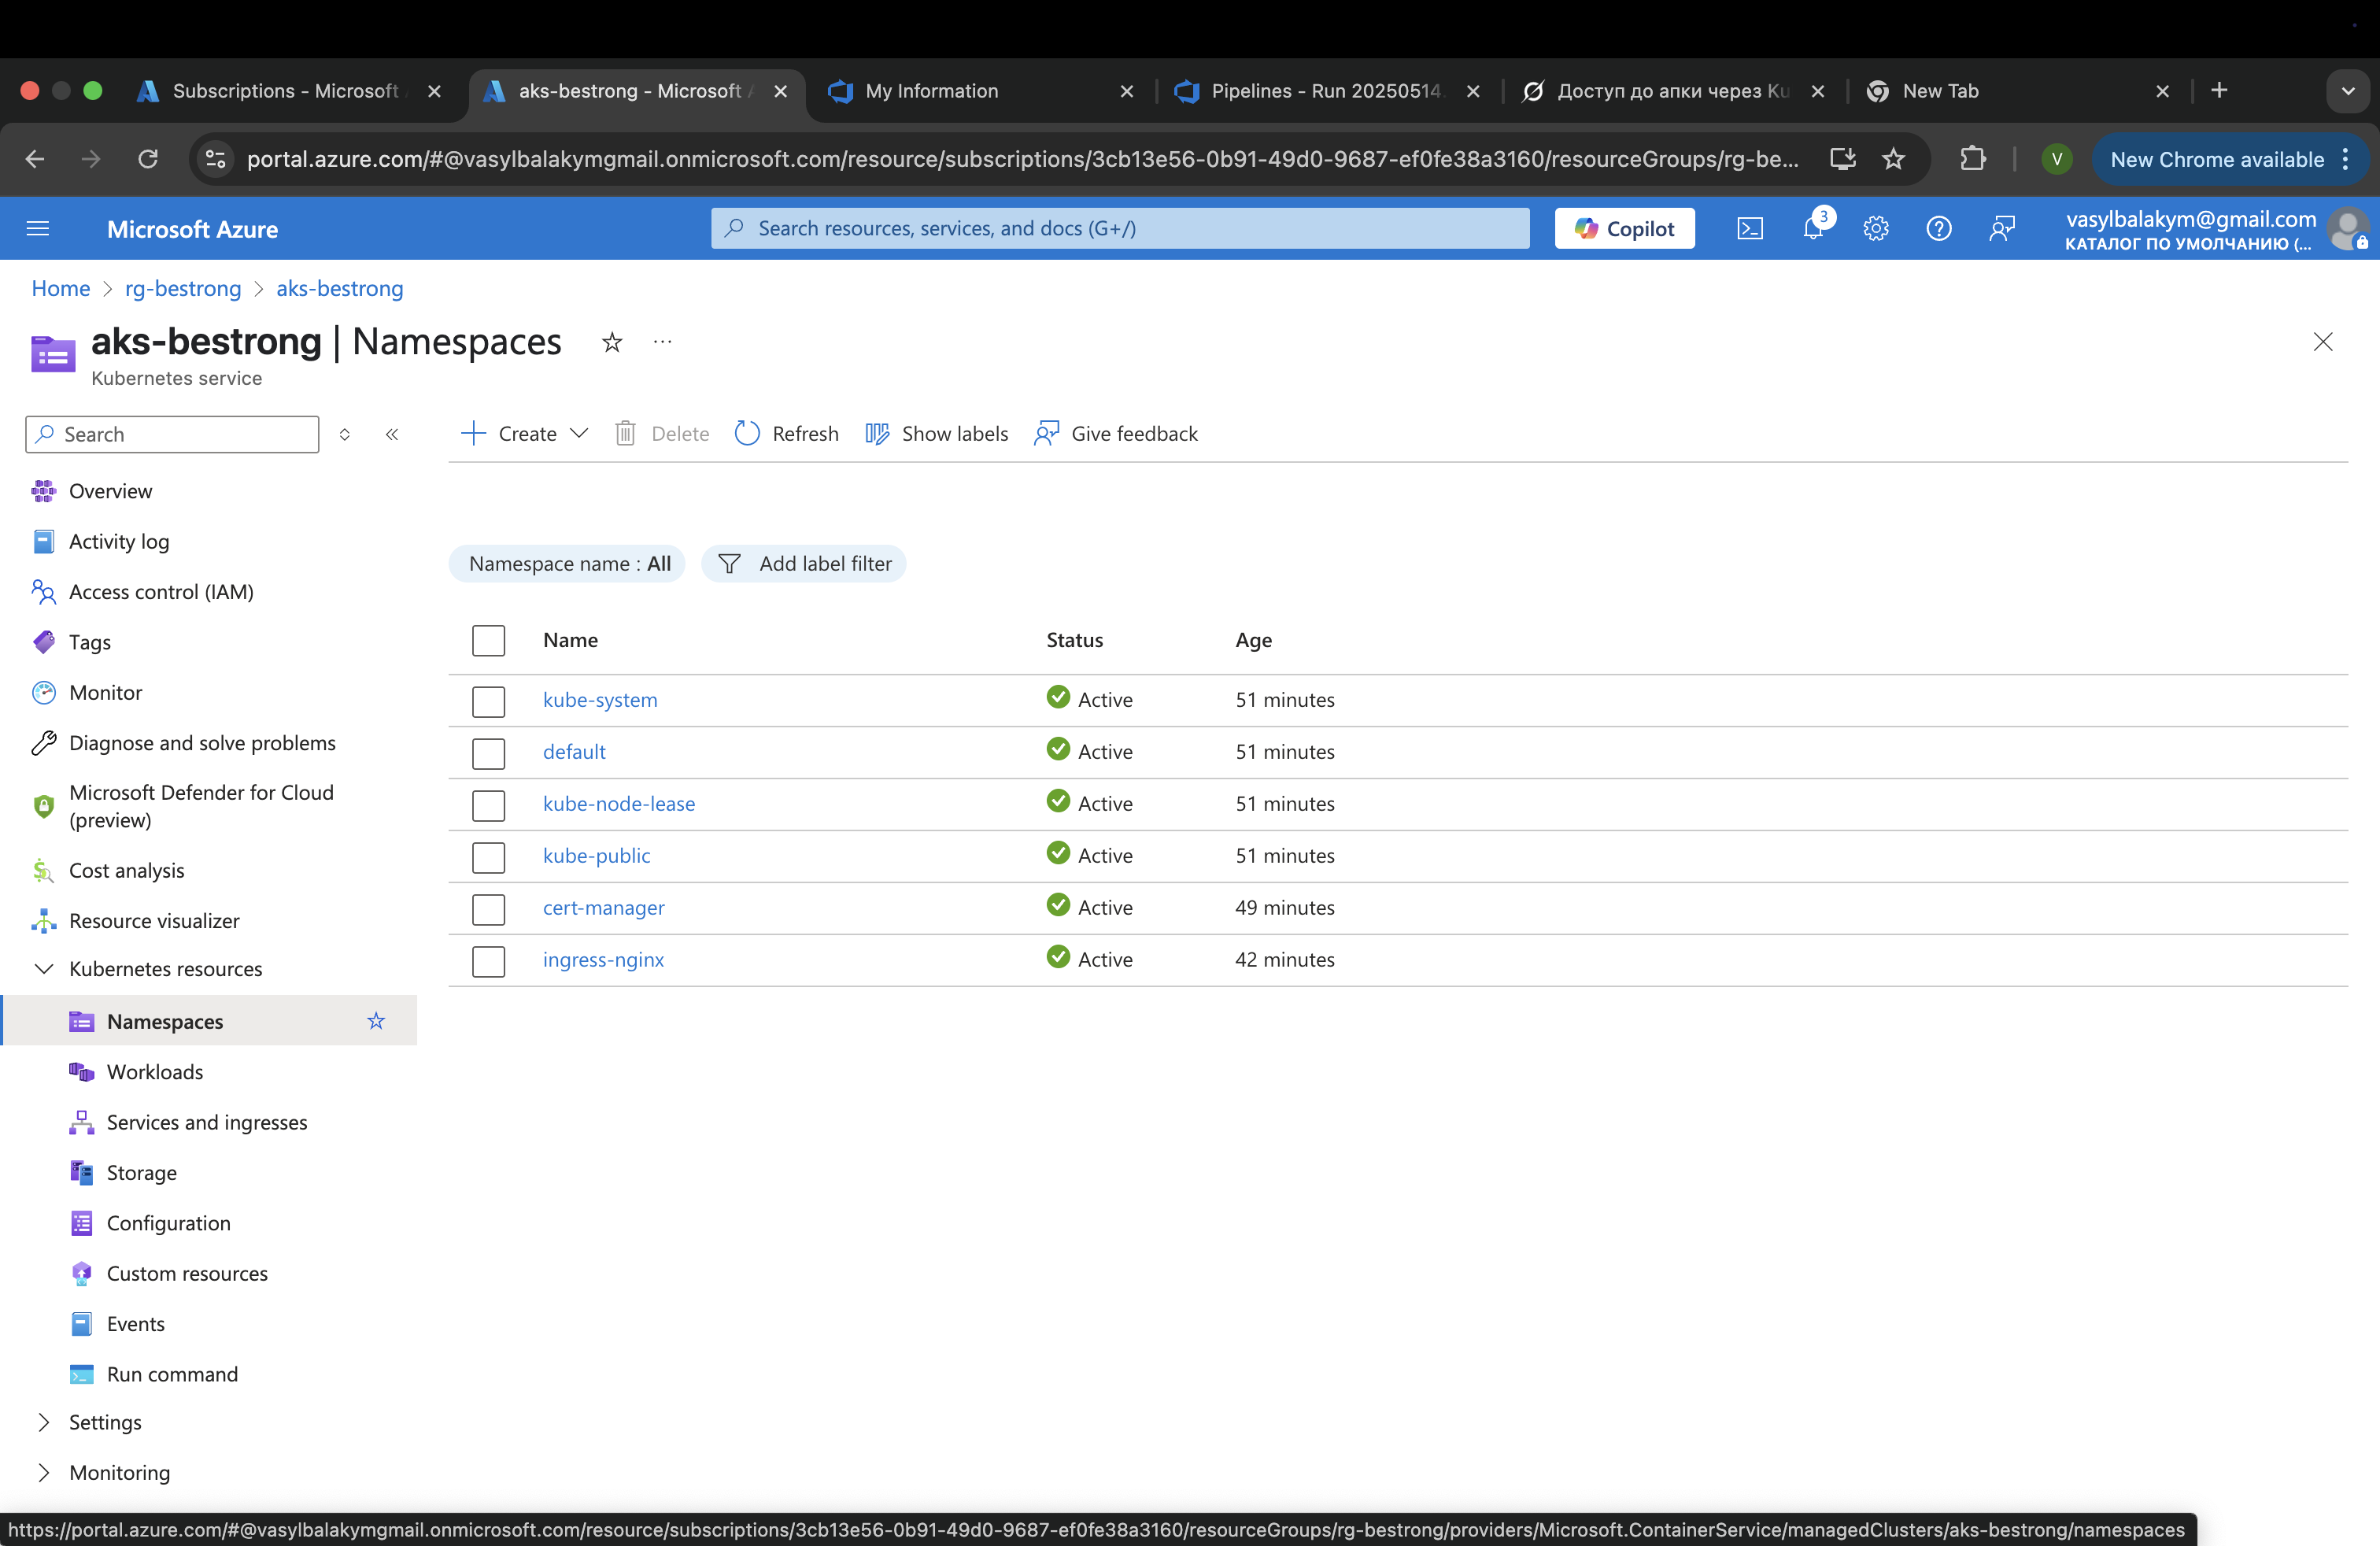 Subscriptions - Microsoft
aks-bestrong - Microsoft
My Information
Pipelines - Run 20250514.
Доступ до апки через Ku
New Tab
portal.azure.com/#@vasylbalakymgmail.onmicrosoft.com/resource/subscriptions/3cb13e56-0b91-49d0-9687-ef0fe38a3160/resourceGroups/rg-be...
V
New Chrome available
Microsoft Azure
Search resources, services, and docs (G+/)
Copilot
3
vasylbalakym@gmail.com
КАТАЛОГ ПО УМОЛЧАНИЮ (...
Home > rg-bestrong > aks-bestrong
aks-bestrong | Namespaces
Kubernetes service
Search
Create
Delete
Refresh
Show labels
Give feedback
Overview
Activity log
Access control (IAM)
Tags
Monitor
Diagnose and solve problems
Microsoft Defender for Cloud
(preview)
Cost analysis
Resource visualizer
Kubernetes resources
Namespaces
Workloads
Services and ingresses
Storage
Configuration
Custom resources
Events
Run command
Settings
Monitoring
Namespace name : All
Add label filter
Name Status Age
kube-system Active 51 minutes
default Active 51 minutes
kube-node-lease Active 51 minutes
kube-public Active 51 minutes
cert-manager Active 49 minutes
ingress-nginx Active 42 minutes
https://portal.azure.com/#@vasylbalakymgmail.onmicrosoft.com/resource/subscriptions/3cb13e56-0b91-49d0-9687-ef0fe38a3160/resourceGroups/rg-bestrong/providers/Microsoft.ContainerService/managedClusters/aks-bestrong/namespaces